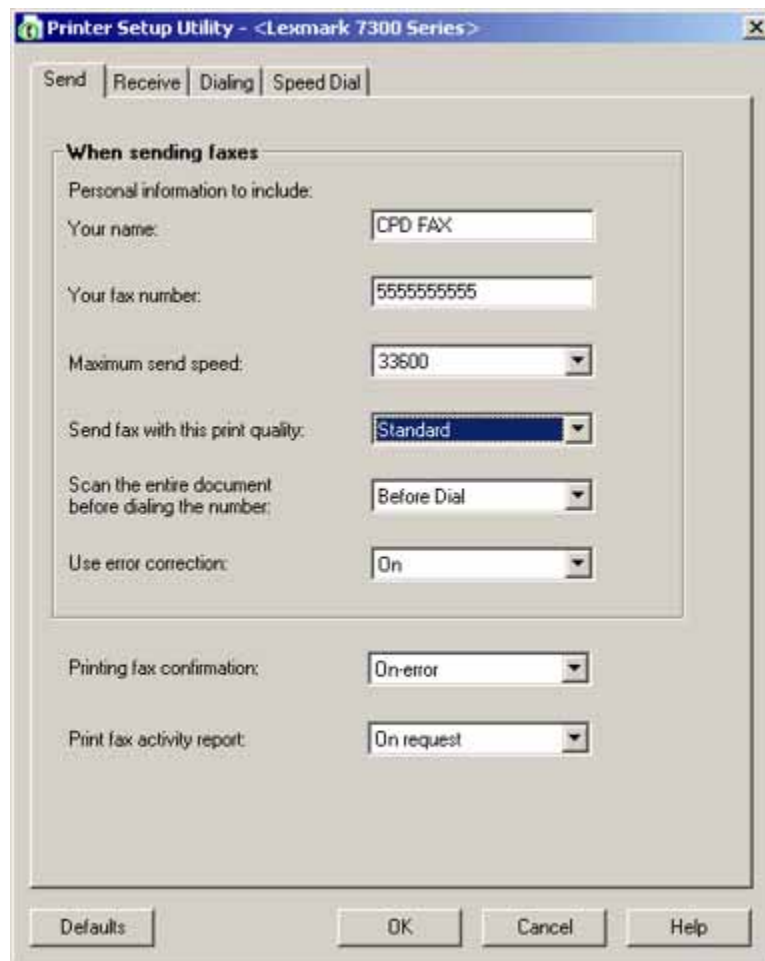 Printer Setup Utility - <Lexmark 7300 Series>
Send Receive Dialing Speed Dial
When sending faxes
Personal information to include:
Your name: CPD FAX
Your fax number: 5555555555
Maximum send speed: 33600
Send fax with this print quality: Standard
Scan the entire document
before dialing the number: Before Dial
Use error correction: On
Printing fax confirmation: On-error
Print fax activity report: On request
Defaults OK Cancel Help